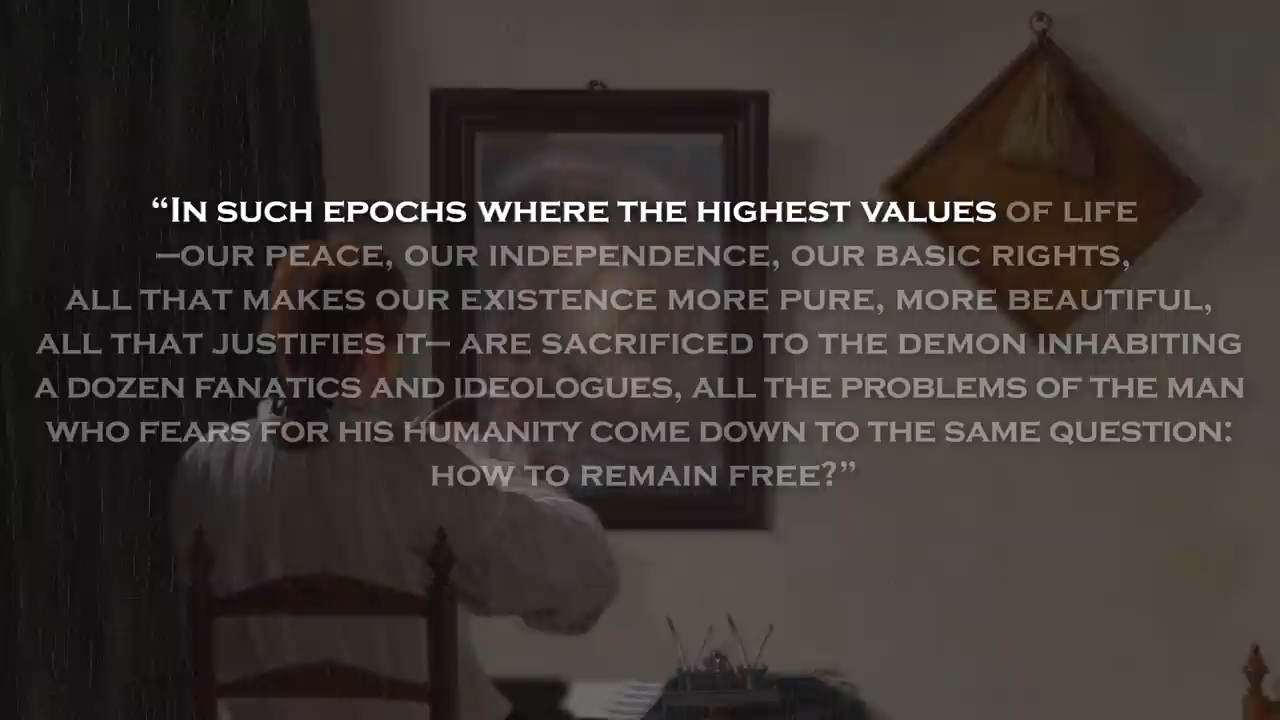 “IN SUCH EPOCHS WHERE THE HIGHEST VALUES OF LIFE
—OUR PEACE, OUR INDEPENDENCE, OUR BASIC RIGHTS,
ALL THAT MAKES OUR EXISTENCE MORE PURE, MORE BEAUTIFUL,
ALL THAT JUSTIFIES IT— ARE SACRIFICED TO THE DEMON INHABITING
A DOZEN FANATICS AND IDEOLOGUES, ALL THE PROBLEMS OF THE MAN
WHO FEARS FOR HIS HUMANITY COME DOWN TO THE SAME QUESTION:
HOW TO REMAIN FREE?”